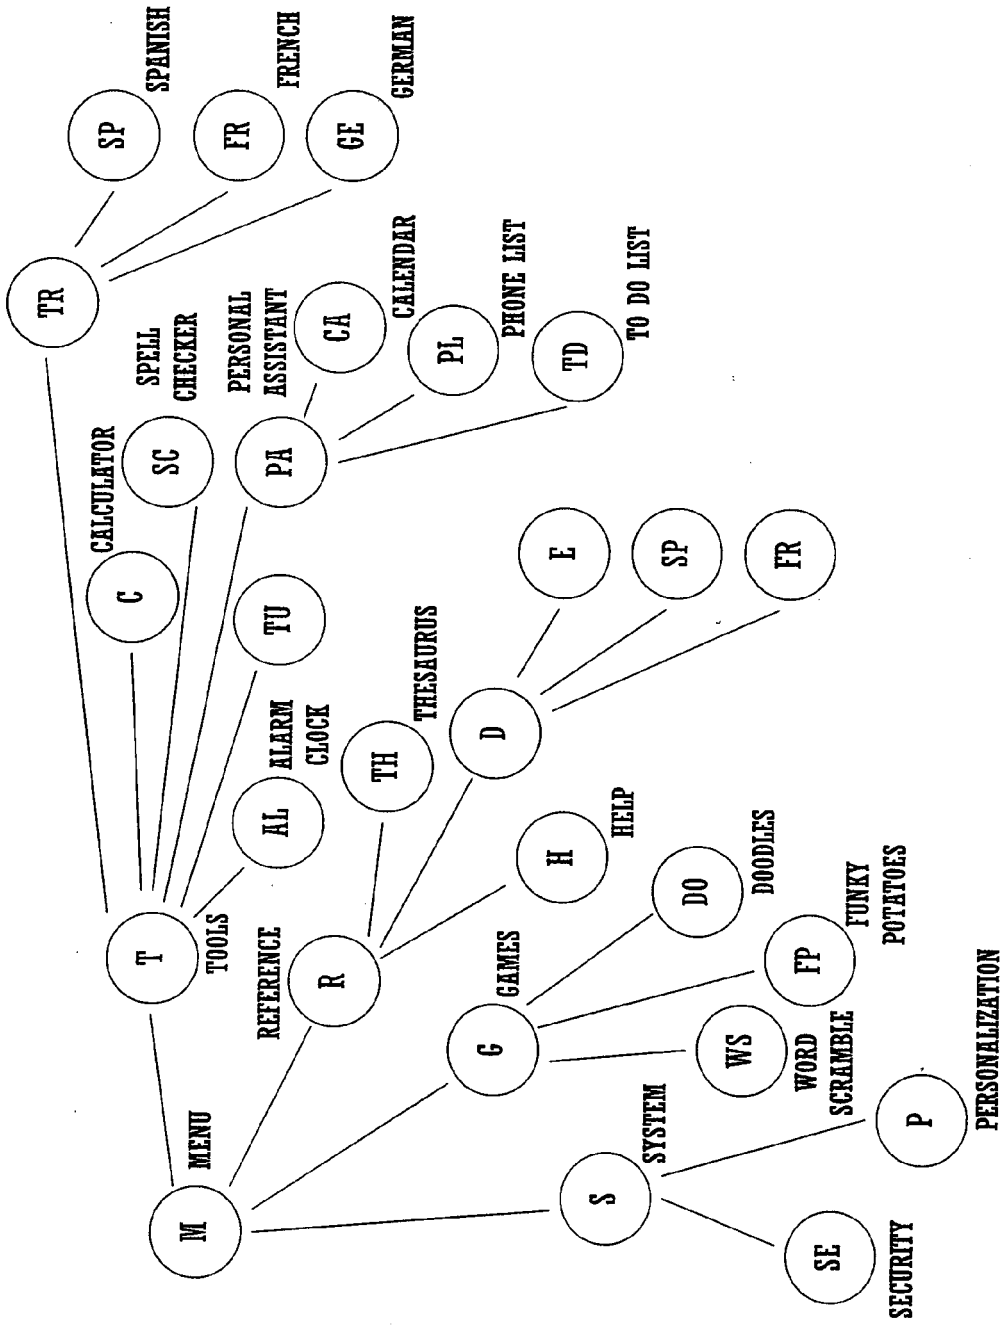 M
MENU
T
TOOLS
TR
SP
SPANISH
FR
FRENCH
GE
GERMAN
C
CALCULATOR
SC
SPELL
CHECKER
PA
PERSONAL
ASSISTANT
CA
CALENDAR
PL
PHONE LIST
TD
TO DO LIST
TU
AL
ALARM
CLOCK
R
REFERENCE
TH
THESAURUS
D
E
SP
FR
H
HELP
G
GAMES
DO
DOODLES
FP
FUNKY
POTATOES
WS
WORD
SCRAMBLE
S
SYSTEM
P
PERSONALIZATION
SE
SECURITY